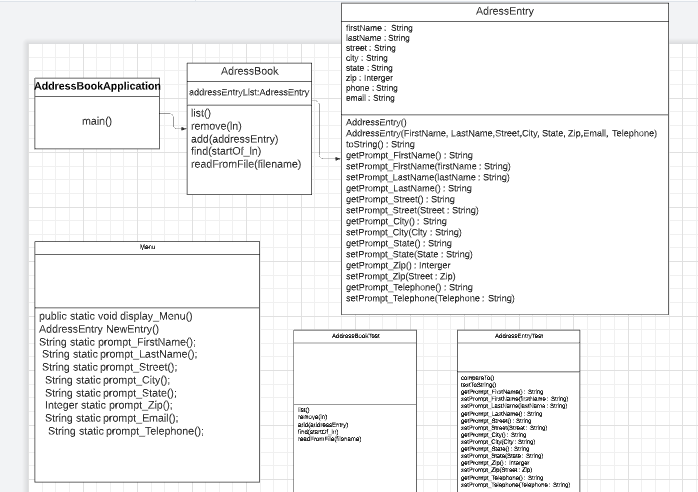 AddressBookApplication
main()
AdressBook
addressEntryList:AdressEntry
list()
remove(ln)
add(addressEntry)
find(startOf_ln)
readFromFile(filename)
AdressEntry
firstName : String
lastName : String
street : String
city : String
state : String
zip : Interger
phone : String
email : String
AddressEntry()
AddressEntry(FirstName, LastName,Street,City, State, Zip,Email, Telephone)
toString() : String
getPrompt_FirstName() : String
setPrompt_FirstName(firstName : String)
setPrompt_LastName(lastName : String)
getPrompt_LastName() : String
getPrompt_Street() : String
setPrompt_Street(Street : String)
getPrompt_City() : String
setPrompt_City(City : String)
getPrompt_State() : String
setPrompt_State(State : String)
getPrompt_Zip() : Interger
setPrompt_Zip(Street : Zip)
getPrompt_Telephone() : String
setPrompt_Telephone(Telephone : String)
Menu
public static void display_Menu()
AddressEntry NewEntry()
String static prompt_FirstName();
String static prompt_LastName();
String static prompt_Street();
String static prompt_City();
String static prompt_State();
Integer static prompt_Zip();
String static prompt_Email();
String static prompt_Telephone();
AddressBookTest
list()
remove(ln)
add(addressEntry)
find(startOf_ln)
readFromFile(filename)
AddressEntryTest
compareTo()
testToString()
getPrompt_FirstName() : String
setPrompt_FirstName(firstName : String)
setPrompt_LastName(lastName : String)
getPrompt_LastName() : String
getPrompt_Street() : String
setPrompt_Street(Street : String)
getPrompt_City() : String
setPrompt_City(City : String)
getPrompt_State() : String
setPrompt_State(State : String)
getPrompt_Zip() : Interger
setPrompt_Zip(Street : Zip)
getPrompt_Telephone() : String
setPrompt_Telephone(Telephone : String)